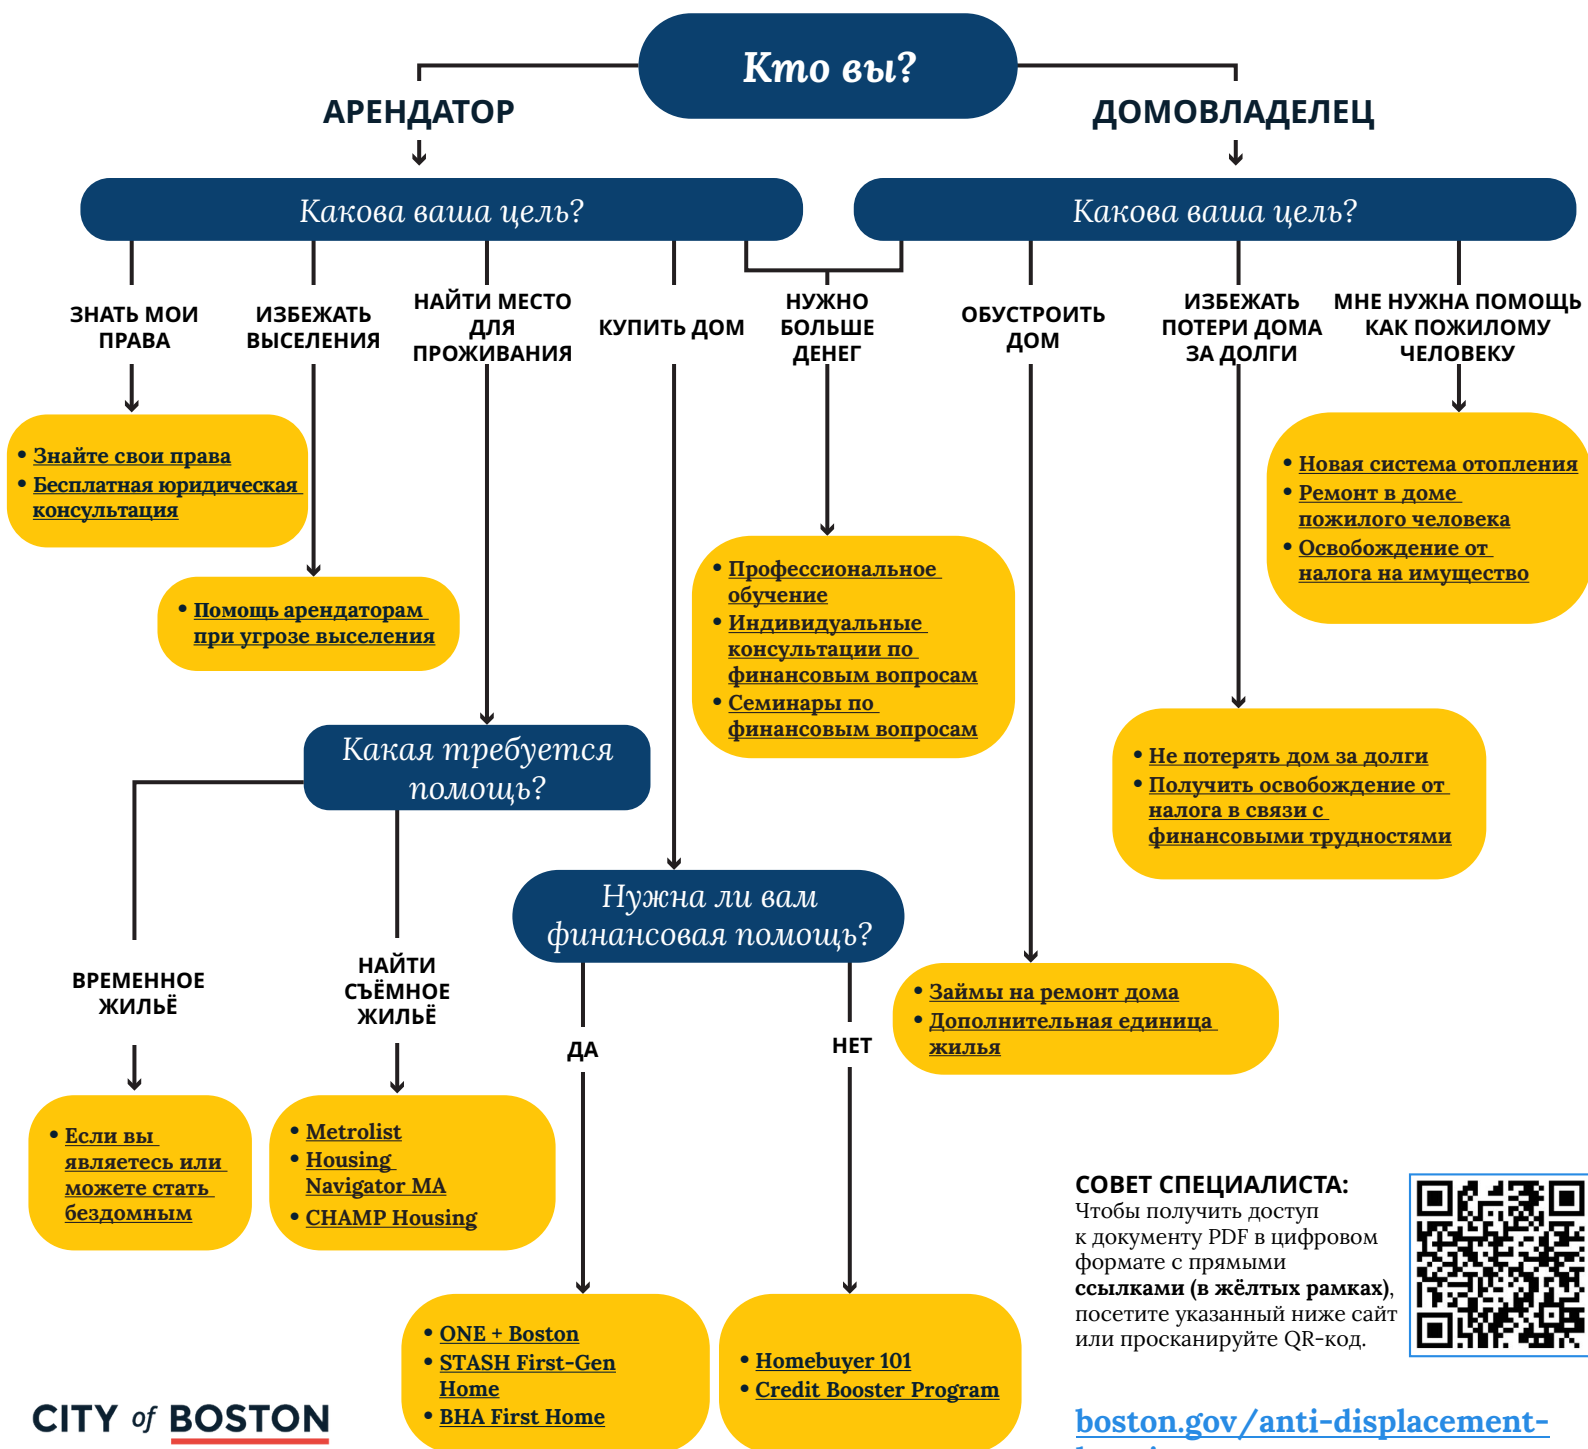 Кто вы?
АРЕНДАТОР
ДОМОВЛАДЕЛЕЦ
Какова ваша цель?
Какова ваша цель?
ЗНАТЬ МОИ
ПРАВА
ИЗБЕЖАТЬ
ВЫСЕЛЕНИЯ
НАЙТИ МЕСТО
ДЛЯ
ПРОЖИВАНИЯ
КУПИТЬ ДОМ
НУЖНО
БОЛЬШЕ
ДЕНЕГ
ОБУСТРОИТЬ
ДОМ
ИЗБЕЖАТЬ
ПОТЕРИ ДОМА
ЗА ДОЛГИ
МНЕ НУЖНА ПОМОЩЬ
КАК ПОЖИЛОМУ
ЧЕЛОВЕКУ
• Знайте свои права
• Бесплатная юридическая
консультация
• Помощь арендаторам
при угрозе выселения
• Профессиональное
обучение
• Индивидуальные
консультации по
финансовым вопросам
• Семинары по
финансовым вопросам
• Новая система отопления
• Ремонт в доме
пожилого человека
• Освобождение от
налога на имущество
• Не потерять дом за долги
• Получить освобождение от
налога в связи с
финансовыми трудностями
Какая требуется
помощь?
Нужна ли вам
финансовая помощь?
ВРЕМЕННОЕ
ЖИЛЬЁ
НАЙТИ
СЪЁМНОЕ
ЖИЛЬЁ
ДА
НЕТ
• Займы на ремонт дома
• Дополнительная единица
жилья
• Если вы
являетесь или
можете стать
бездомным
• Metrolist
• Housing
Navigator MA
• CHAMP Housing
• ONE + Boston
• STASH First-Gen
Home
• BHA First Home
• Homebuyer 101
• Credit Booster Program
СОВЕТ СПЕЦИАЛИСТА:
Чтобы получить доступ
к документу PDF в цифровом
формате с прямыми
ссылками (в жёлтых рамках),
посетите указанный ниже сайт
или просканируйте QR-код.
CITY of BOSTON
boston.gov/anti-displacement-